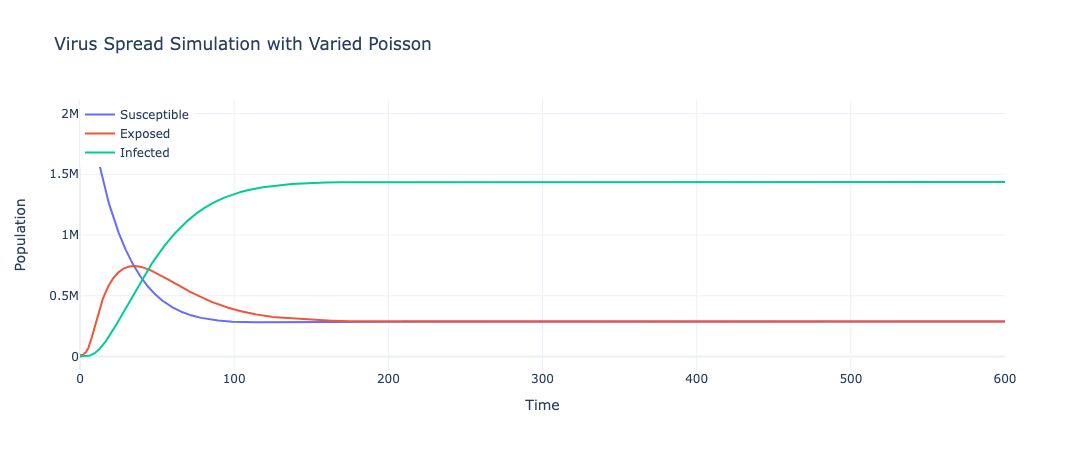 Virus Spread Simulation with Varied Poisson
Susceptible
Exposed
Infected
2M
1.5M
1M
0.5M
0
Population
0 100 200 300 400 500 600
Time